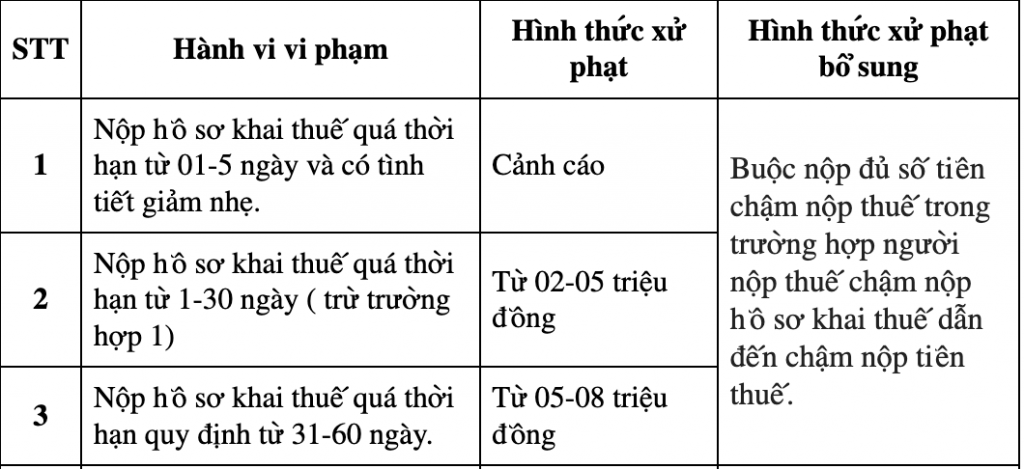 STT
Hành vi vi phạm
Hình thức xử
phạt
Hình thức xử phạt
bổ sung
1
Nộp hồ sơ khai thuế quá thời
hạn từ 01-5 ngày và có tình
tiết giảm nhẹ.
Cảnh cáo
Buộc nộp đủ số tiền
chậm nộp thuế trong
trường hợp người
nộp thuế chậm nộp
hồ sơ khai thuế dẫn
đến chậm nộp tiền
thuế.
2
Nộp hồ sơ khai thuế quá thời
hạn từ 1-30 ngày ( trừ trường
hợp 1)
Từ 02-05 triệu
đồng
3
Nộp hồ sơ khai thuế quá thời
hạn quy định từ 31-60 ngày.
Từ 05-08 triệu
đồng